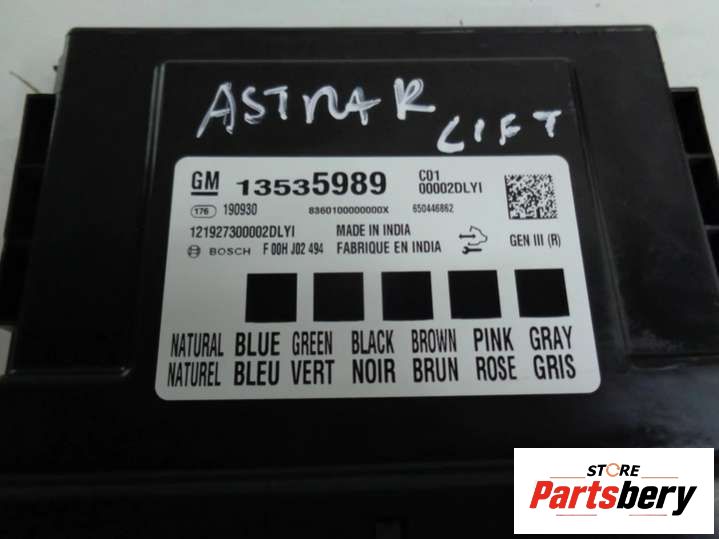 ASTRA K
LIFT
GM 13535989 C01
00002DLYI
176 190930 8360100000000X 650446862
121927300002DLYI MADE IN INDIA
BOSCH F 00H J02 494 FABRIQUE EN INDIA GEN III (R)
NATURAL BLUE GREEN BLACK BROWN PINK GRAY
NATUREL BLEU VERT NOIR BRUN ROSE GRIS
STORE
Partsbery